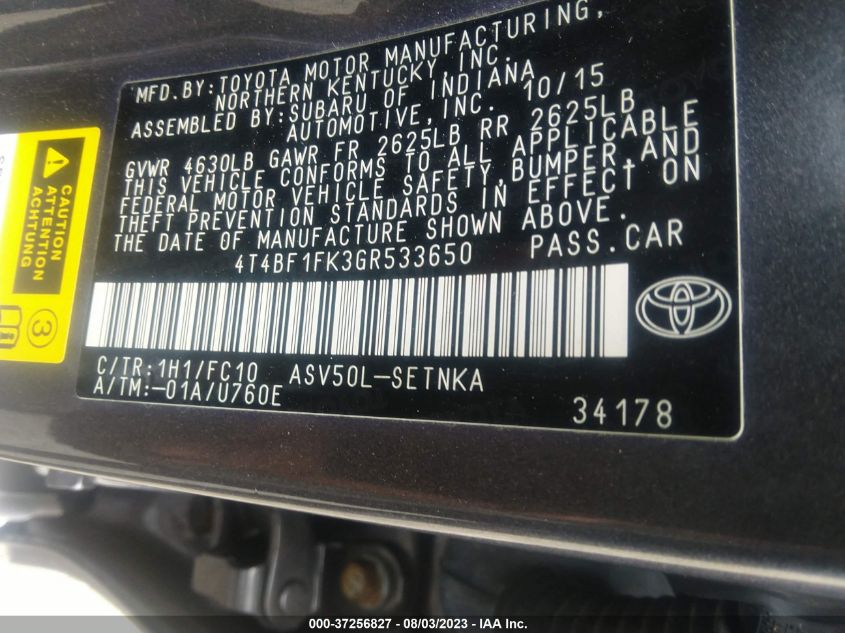 MFD.BY:TOYOTA MOTOR MANUFACTURING,
NORTHERN KENTUCKY,INC.
ASSEMBLED BY:SUBARU OF INDIANA
AUTOMOTIVE,INC. 10/15
GVWR 4630LB GAWR FR 2625LB RR 2625LB
THIS VEHICLE CONFORMS TO ALL APPLICABLE
FEDERAL MOTOR VEHICLE SAFETY,BUMPER,AND
THEFT PREVENTION STANDARDS IN EFFECT ON
THE DATE OF MANUFACTURE SHOWN ABOVE.
4T4BF1FK3GR533650 PASS.CAR
C/TR:1H1/FC10 ASV50L-SETNKA
A/TM:-01A/U760E
34178
CAUTION
ATTENTION
ACHTUNG
3
000-37256827 - 08/03/2023 - IAA Inc.